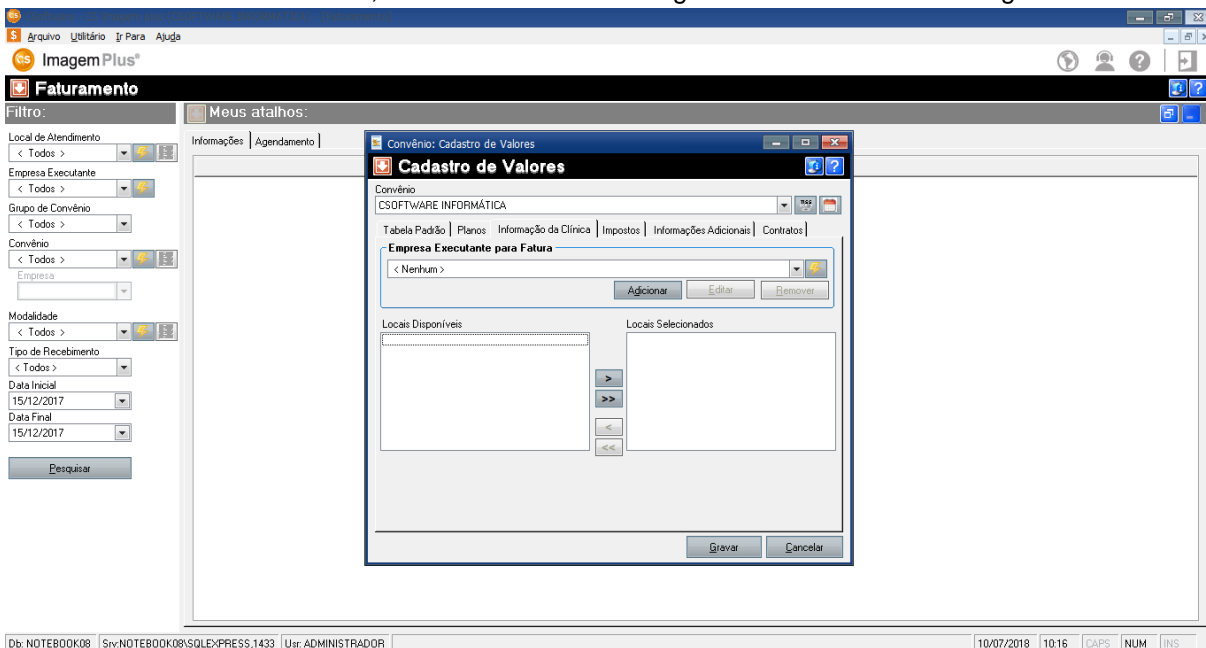 Arquivo Utilitário Ir Para Ajuda
ImagemPlus®
Faturamento
Filtro:
Meus atalhos:
Local de Atendimento
< Todos >
Empresa Executante
< Todos >
Grupo de Convênio
< Todos >
Convênio
< Todos >
Empresa
Modalidade
< Todos >
Tipo de Recebimento
< Todos >
Data Inicial
15/12/2017
Data Final
15/12/2017
Pesquisar
Informações Agendamento
Convênio: Cadastro de Valores
Cadastro de Valores
Convênio
CSOFTWARE INFORMÁTICA
Tabela Padrão Planos Informação da Clínica Impostos Informações Adicionais Contratos
Empresa Executante para Fatura
< Nenhum >
Adicionar Editar Remover
Locais Disponíveis Locais Selecionados
>
>>
<
<<
Gravar Cancelar
Db: NOTEBOOK08 Srv:NOTEBOOK08\SQLEXPRESS,1433 Usr: ADMINISTRADOR 10/07/2018 10:16 CAPS NUM INS